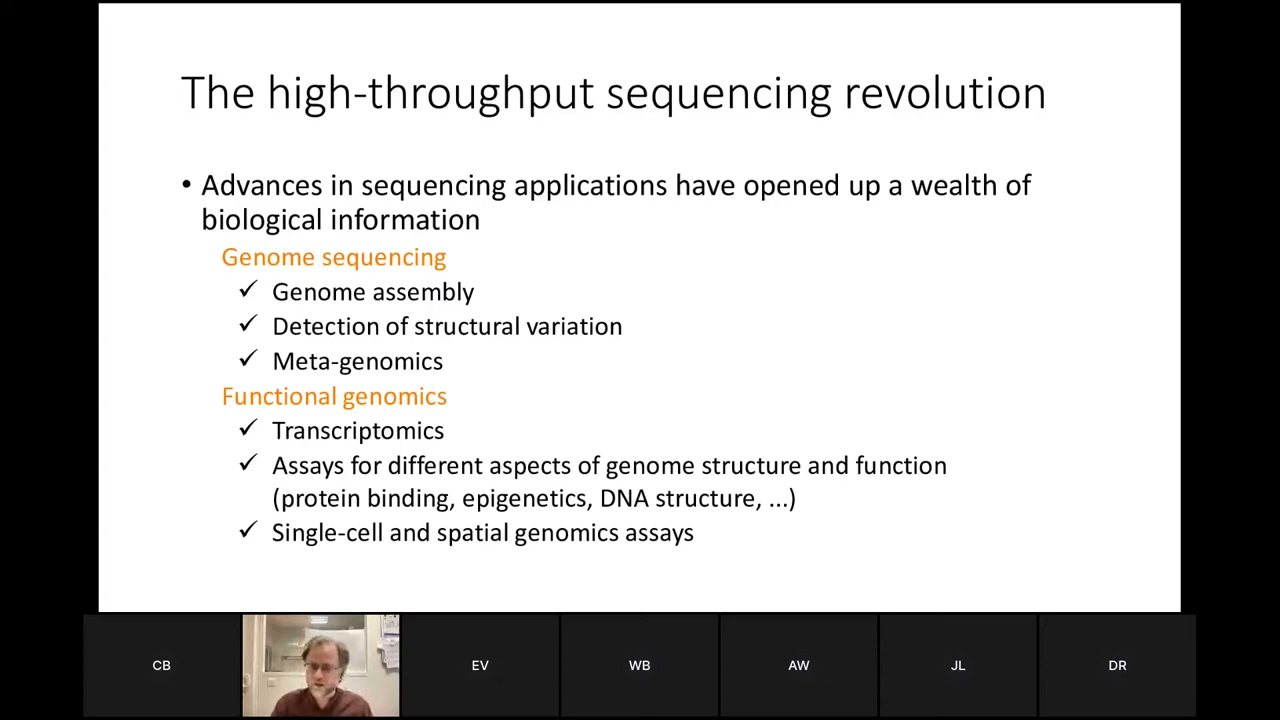 The high-throughput sequencing revolution
• Advances in sequencing applications have opened up a wealth of
biological information
Genome sequencing
✓ Genome assembly
✓ Detection of structural variation
✓ Meta-genomics
Functional genomics
✓ Transcriptomics
✓ Assays for different aspects of genome structure and function
(protein binding, epigenetics, DNA structure, ...)
✓ Single-cell and spatial genomics assays
CB
EV
WB
AW
JL
DR